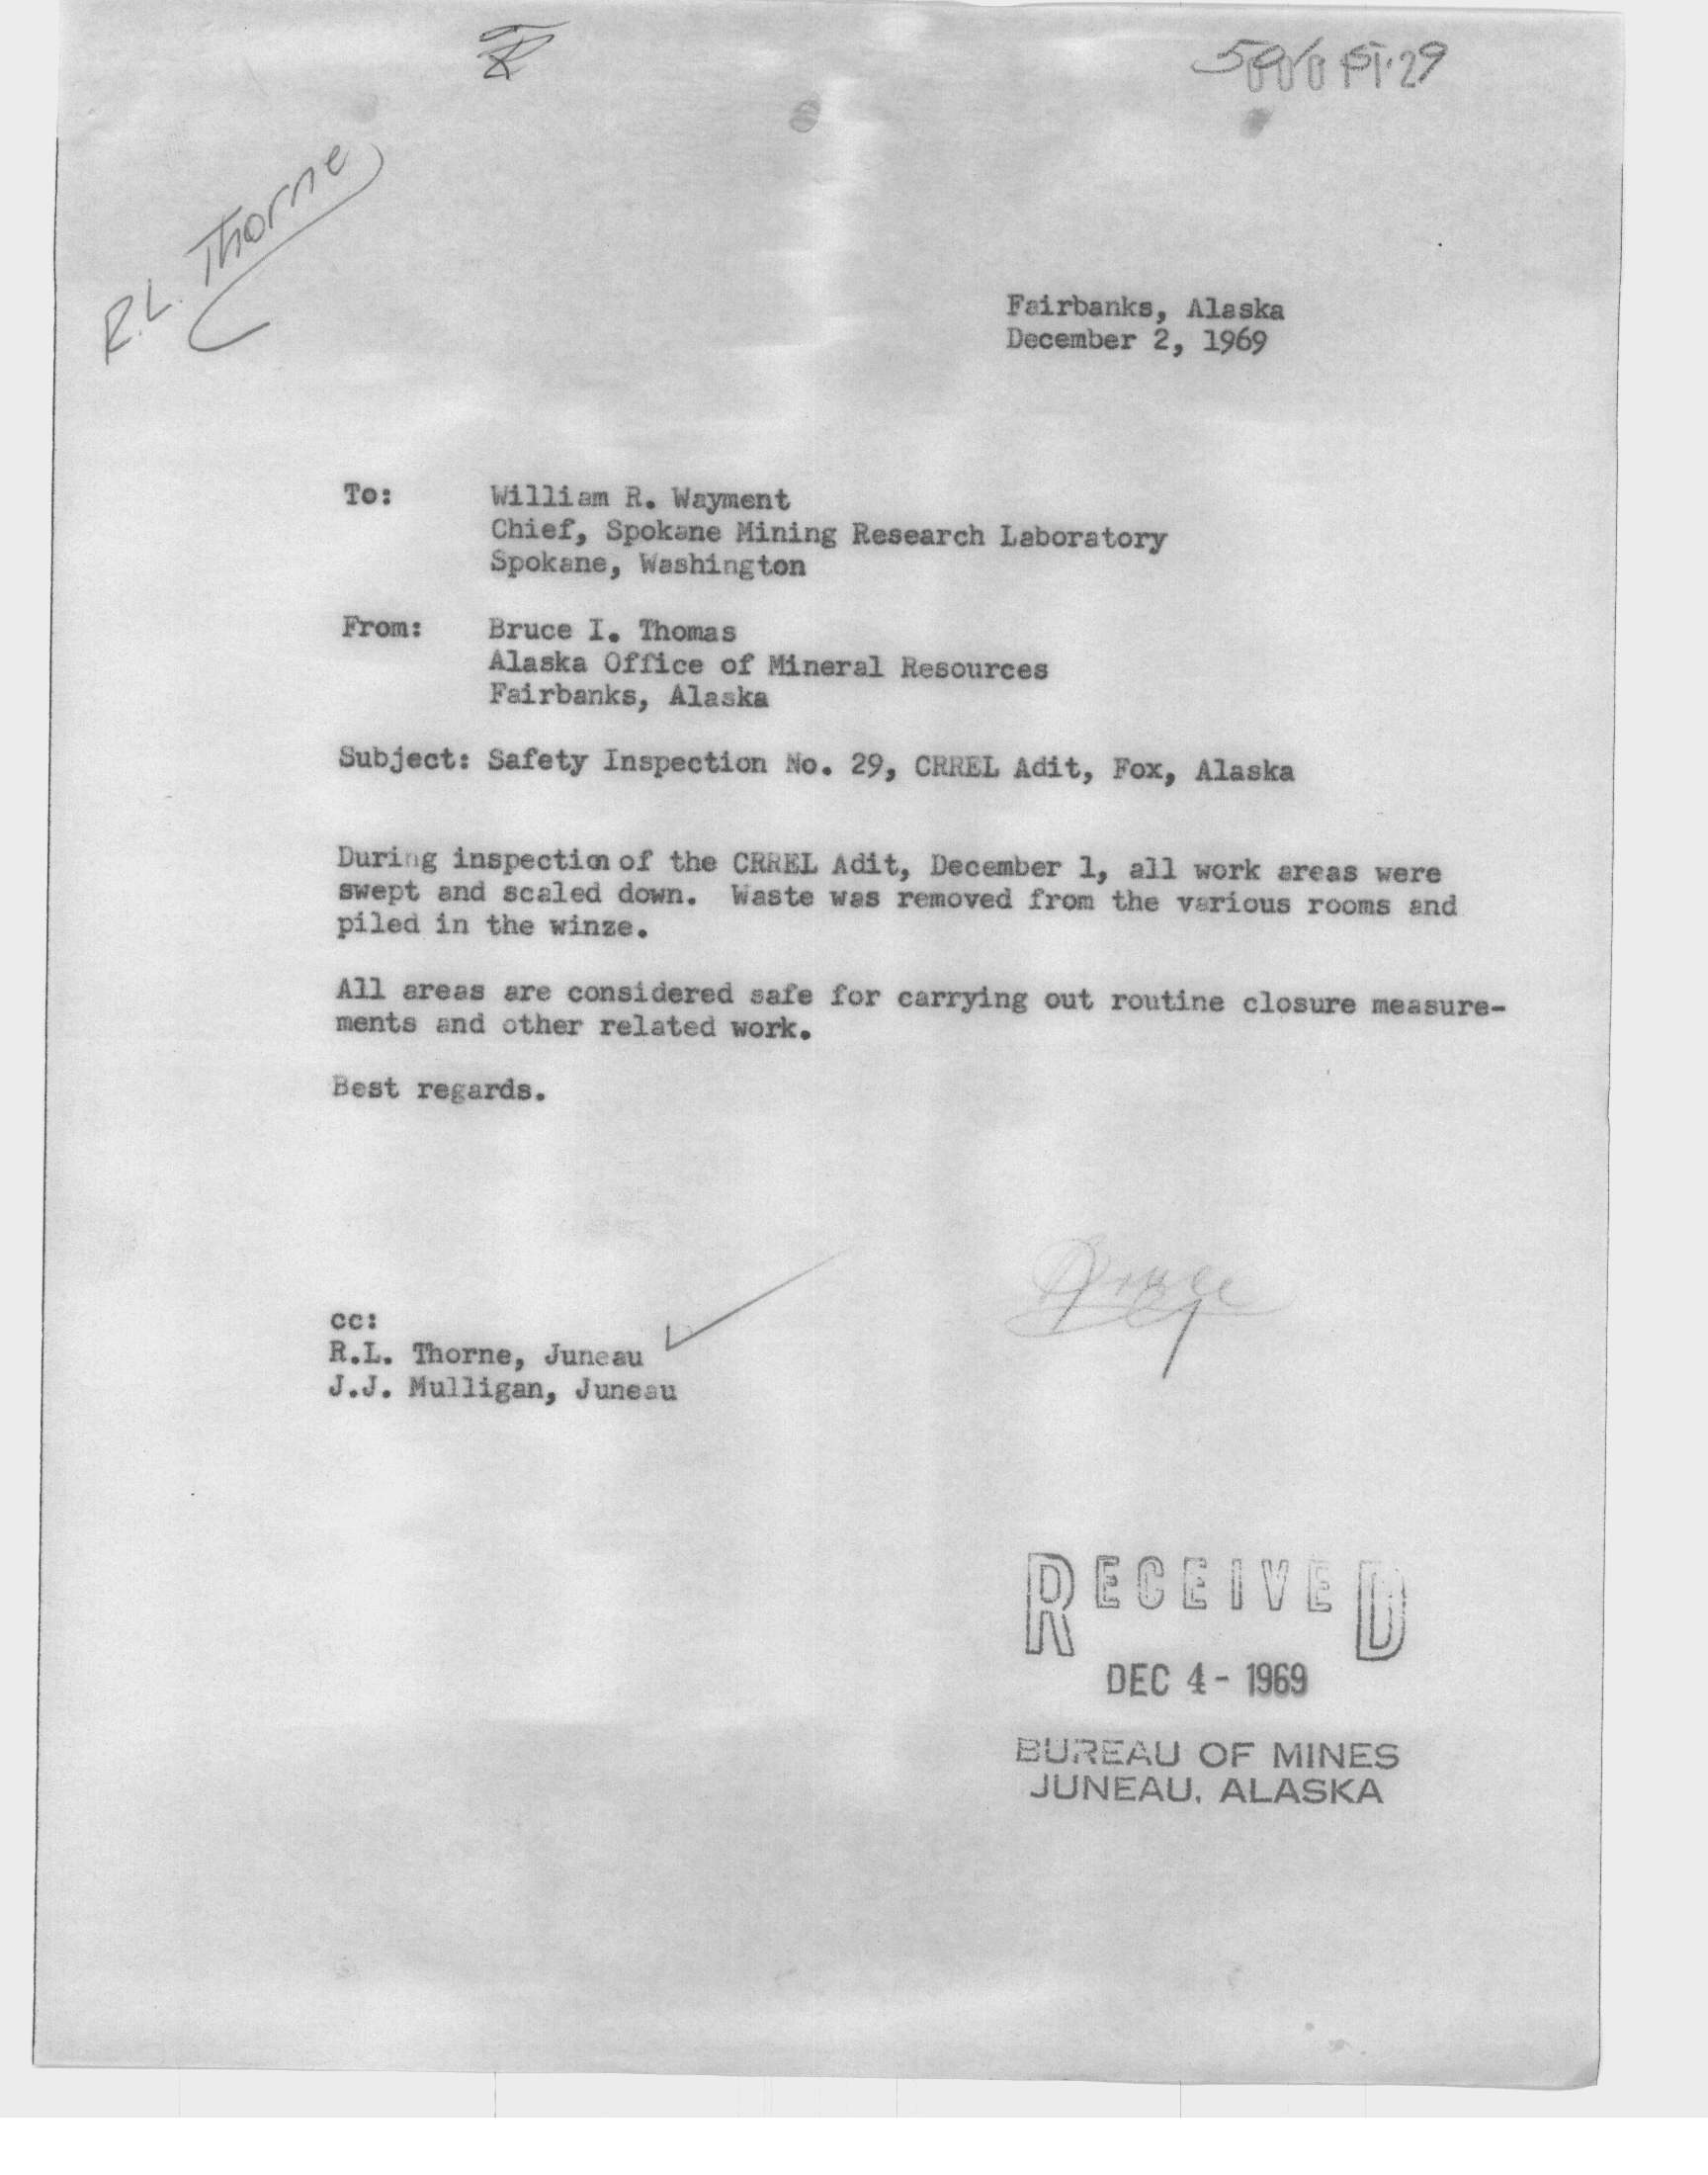 R.L. Thorne
Fairbanks, Alaska
December 2, 1969
To: William R. Wayment
Chief, Spokane Mining Research Laboratory
Spokane, Washington
From: Bruce I. Thomas
Alaska Office of Mineral Resources
Fairbanks, Alaska
Subject: Safety Inspection No. 29, CRREL Adit, Fox, Alaska
During inspection of the CRREL Adit, December 1, all work areas were
swept and scaled down. Waste was removed from the various rooms and
piled in the winze.
All areas are considered safe for carrying out routine closure measure-
ments and other related work.
Best regards.
Bruce
cc:
R.L. Thorne, Juneau
J.J. Mulligan, Juneau
RECEIVED
DEC 4- 1969
BUREAU OF MINES
JUNEAU, ALASKA